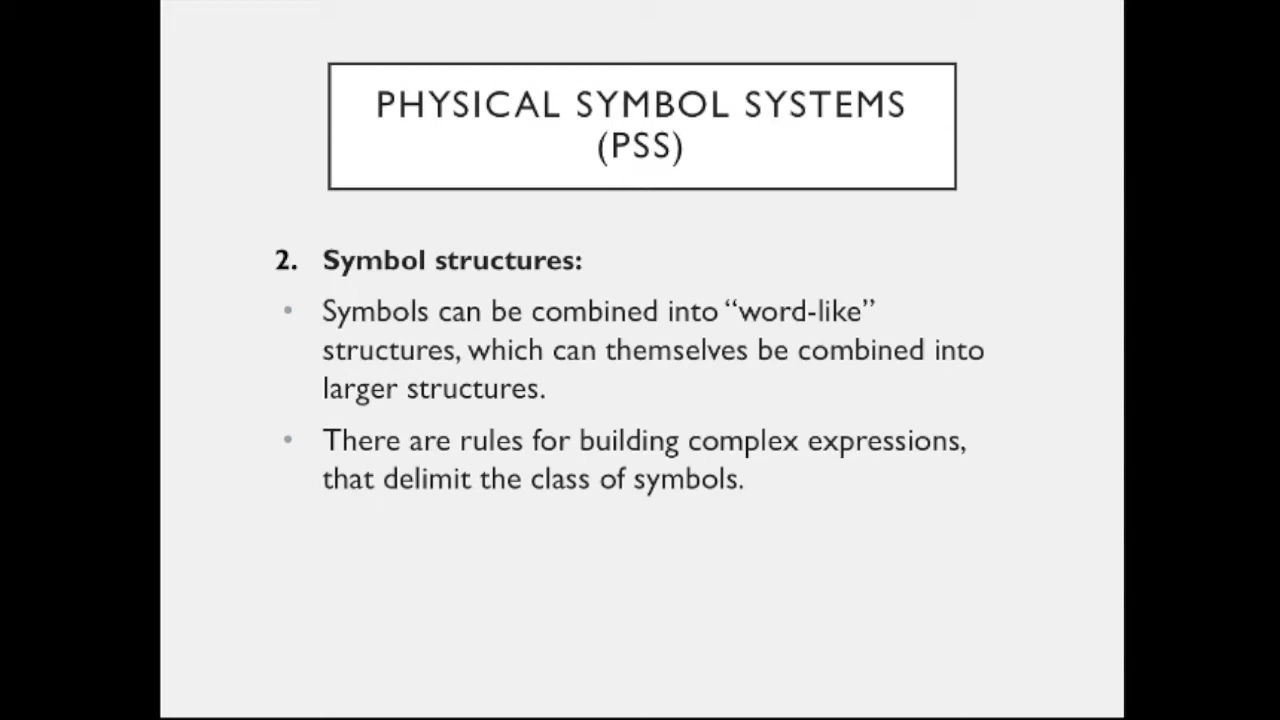 PHYSICAL SYMBOL SYSTEMS
(PSS)
2. Symbol structures:
• Symbols can be combined into “word-like”
structures, which can themselves be combined into
larger structures.
• There are rules for building complex expressions,
that delimit the class of symbols.